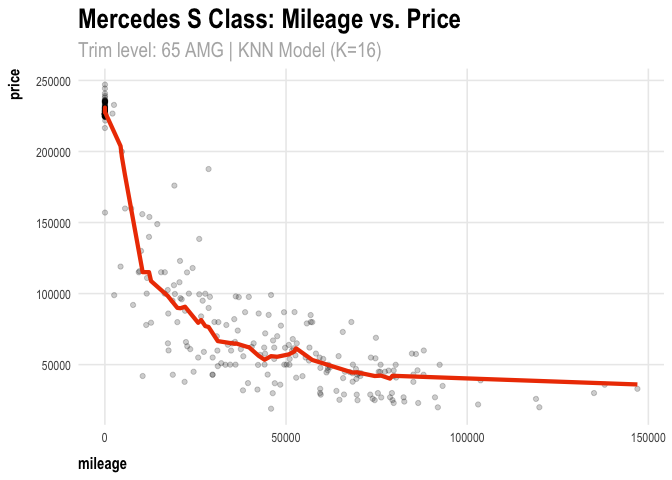 Mercedes S Class: Mileage vs. Price
Trim level: 65 AMG | KNN Model (K=16)
price
250000
200000
150000
100000
50000
0
50000
100000
150000
mileage